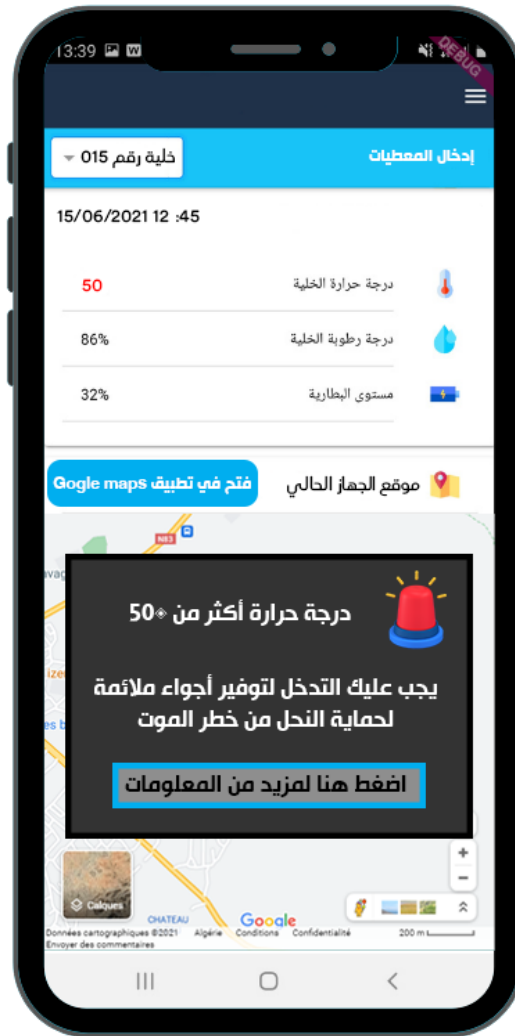 13:39
DEBUG
إدخال المعطيات
خلية رقم 015
15/06/2021 12 :45
درجة حرارة الخلية
50
درجة رطوبة الخلية
86%
مستوى البطارية
32%
موقع الجهاز الحالي
فتح في تطبيق Gogle maps
N83
درجة حرارة أكثر من 50°
يجب عليك التدخل لتوفير أجواء ملائمة
لحماية النحل من خطر الموت
اضغط هنا لمزيد من المعلومات
Calques
CHATEAU
Google
Données cartographiques ©2021 Algérie Conditions Confidentialité 200 m
Envoyer des commentaires